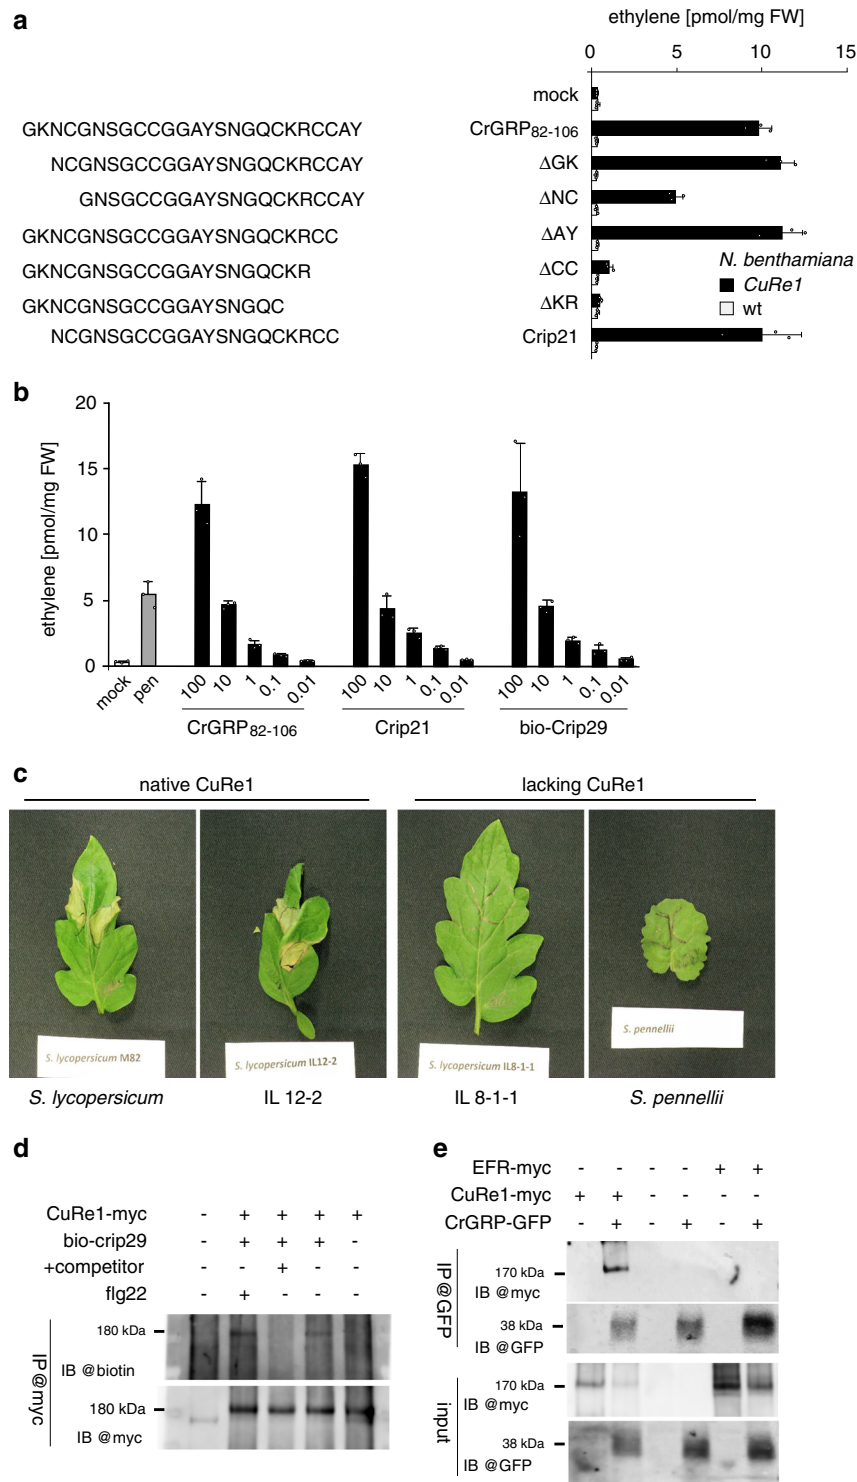 a
ethylene [pmol/mg FW]
0 5 10 15
mock
GKNCGNSGCCGGAYSNGQCKRCCAY CrGRP82-106
NCGNSGCCGGAYSNGQCKRCCAY ΔGK
GNSGCCGGAYSNGQCKRCCAY ΔNC
GKNCGNSGCCGGAYSNGQCKRCC ΔAY
GKNCGNSGCCGGAYSNGQCKR ΔCC
GKNCGNSGCCGGAYSNGQC ΔKR
NCGNSGCCGGAYSNGQCKRCC Crip21
N. benthamiana
CuRe1
wt
b
ethylene [pmol/mg FW]
20
15
10
5
0
mock pen 100 10 1 0.1 0.01 100 10 1 0.1 0.01 100 10 1 0.1 0.01
CrGRP82-106 Crip21 bio-Crip29
c
native CuRe1 lacking CuRe1
S. lycopersicum M82
S. lycopersicum IL12-2
S. lycopersicum IL8-1-1
S. pennellii
S. lycopersicum IL 12-2 IL 8-1-1 S. pennellii
d
CuRe1-myc - + + + +
bio-crip29 - + + + -
+competitor - - + - -
flg22 - + - - -
IP@myc
180 kDa
IB @biotin
180 kDa
IB @myc
e
EFR-myc - - - - + +
CuRe1-myc + + - - - -
CrGRP-GFP - + - + - +
IP@GFP
170 kDa
IB @myc
38 kDa
IB @GFP
input
170 kDa
IB @myc
38 kDa
IB @GFP